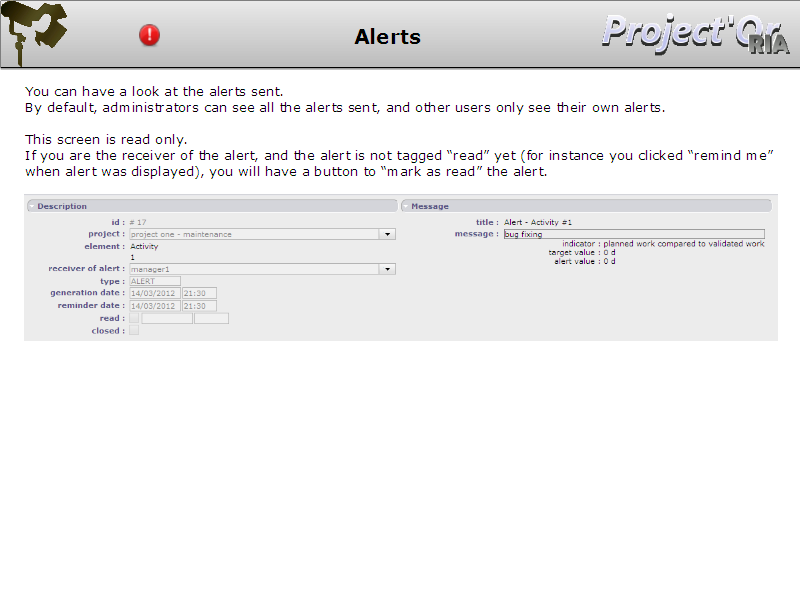 Alerts
Project'Or
RIA
You can have a look at the alerts sent.
By default, administrators can see all the alerts sent, and other users only see their own alerts.
This screen is read only.
If you are the receiver of the alert, and the alert is not tagged “read” yet (for instance you clicked “remind me”
when alert was displayed), you will have a button to “mark as read” the alert.
Description
id : # 17
project : project one - maintenance
element : Activity
1
receiver of alert : manager1
type : ALERT
generation date : 14/03/2012 21:30
reminder date : 14/03/2012 21:30
read :
closed :
Message
title : Alert - Activity #1
message : bug fixing
indicator : planned work compared to validated work
target value : 0 d
alert value : 0 d